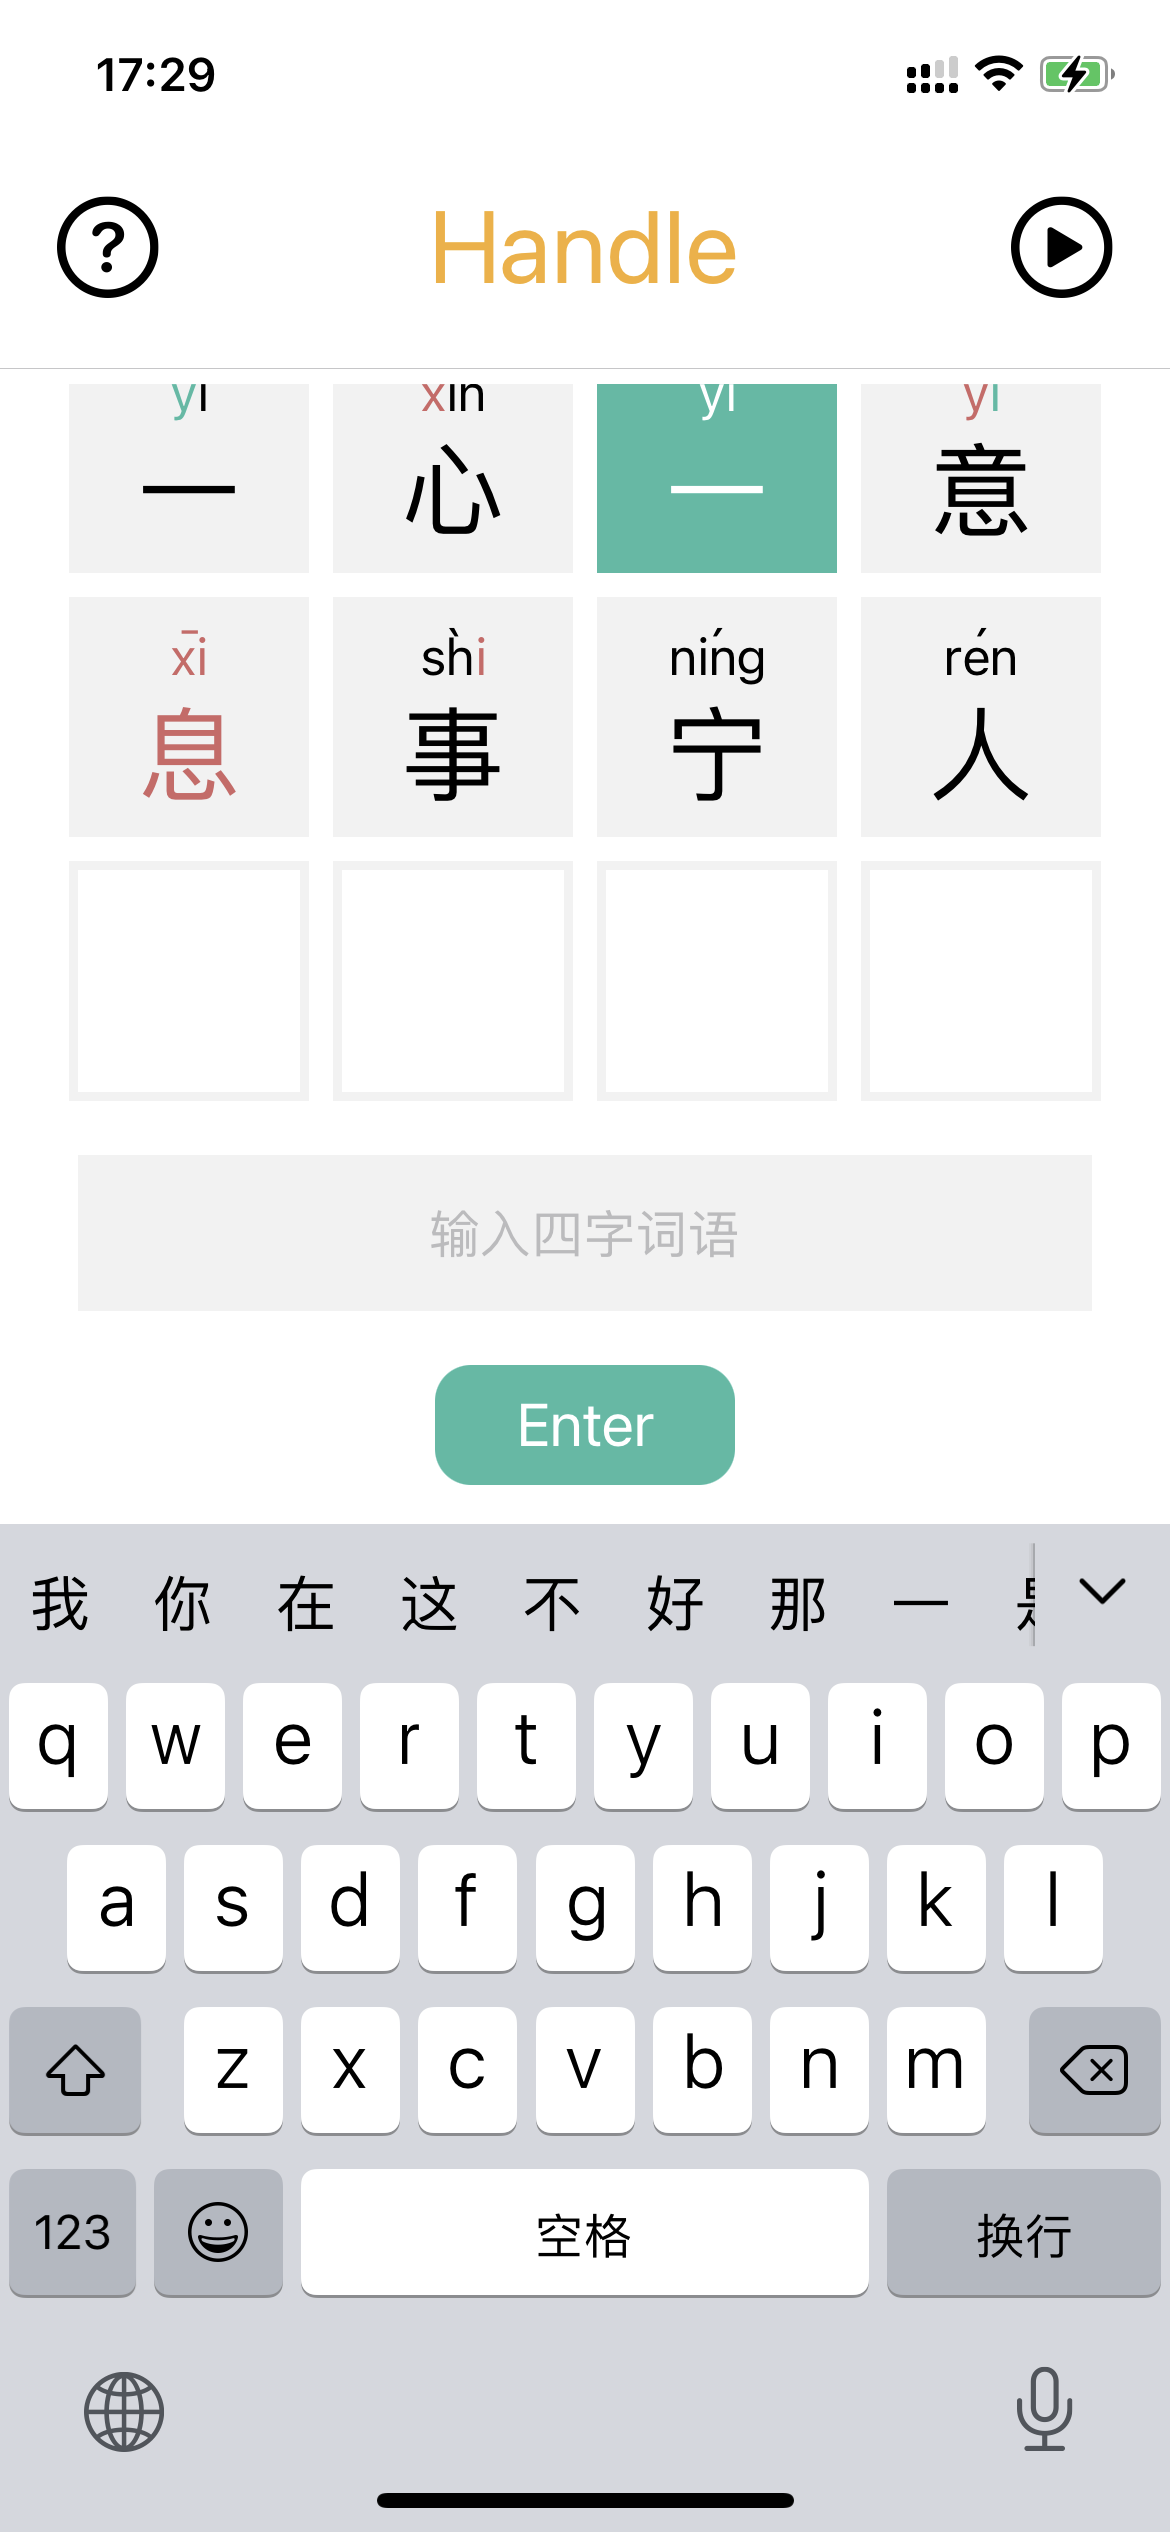 17:29
? Handle
yi xin yi yi
一 心 一 意
xī shì níng rén
息 事 宁 人
输入四字词语
Enter
我 你 在 这 不 好 那 一
q w e r t y u i o p
a s d f g h j k l
z x c v b n m
123 空格 换行